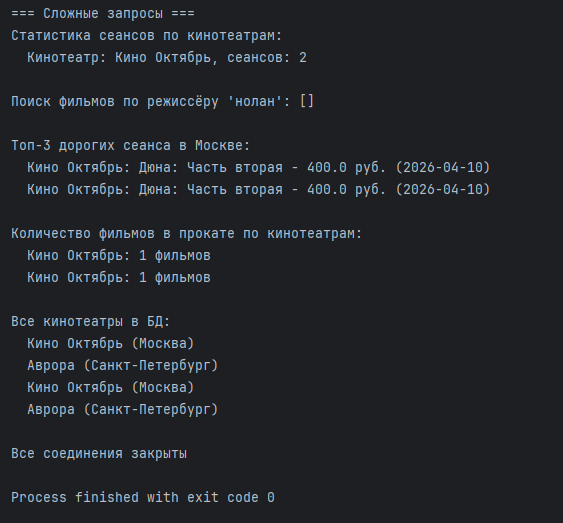 === Сложные запросы ===
Статистика сеансов по кинотеатрам:
  Кинотеатр: Кино Октябрь, сеансов: 2
Поиск фильмов по режиссёру 'нолан': []
Топ-3 дорогих сеанса в Москве:
  Кино Октябрь: Дюна: Часть вторая - 400.0 руб. (2026-04-10)
  Кино Октябрь: Дюна: Часть вторая - 400.0 руб. (2026-04-10)
Количество фильмов в прокате по кинотеатрам:
  Кино Октябрь: 1 фильмов
  Кино Октябрь: 1 фильмов
Все кинотеатры в БД:
  Кино Октябрь (Москва)
  Аврора (Санкт-Петербург)
  Кино Октябрь (Москва)
  Аврора (Санкт-Петербург)
Все соединения закрыты
Process finished with exit code 0